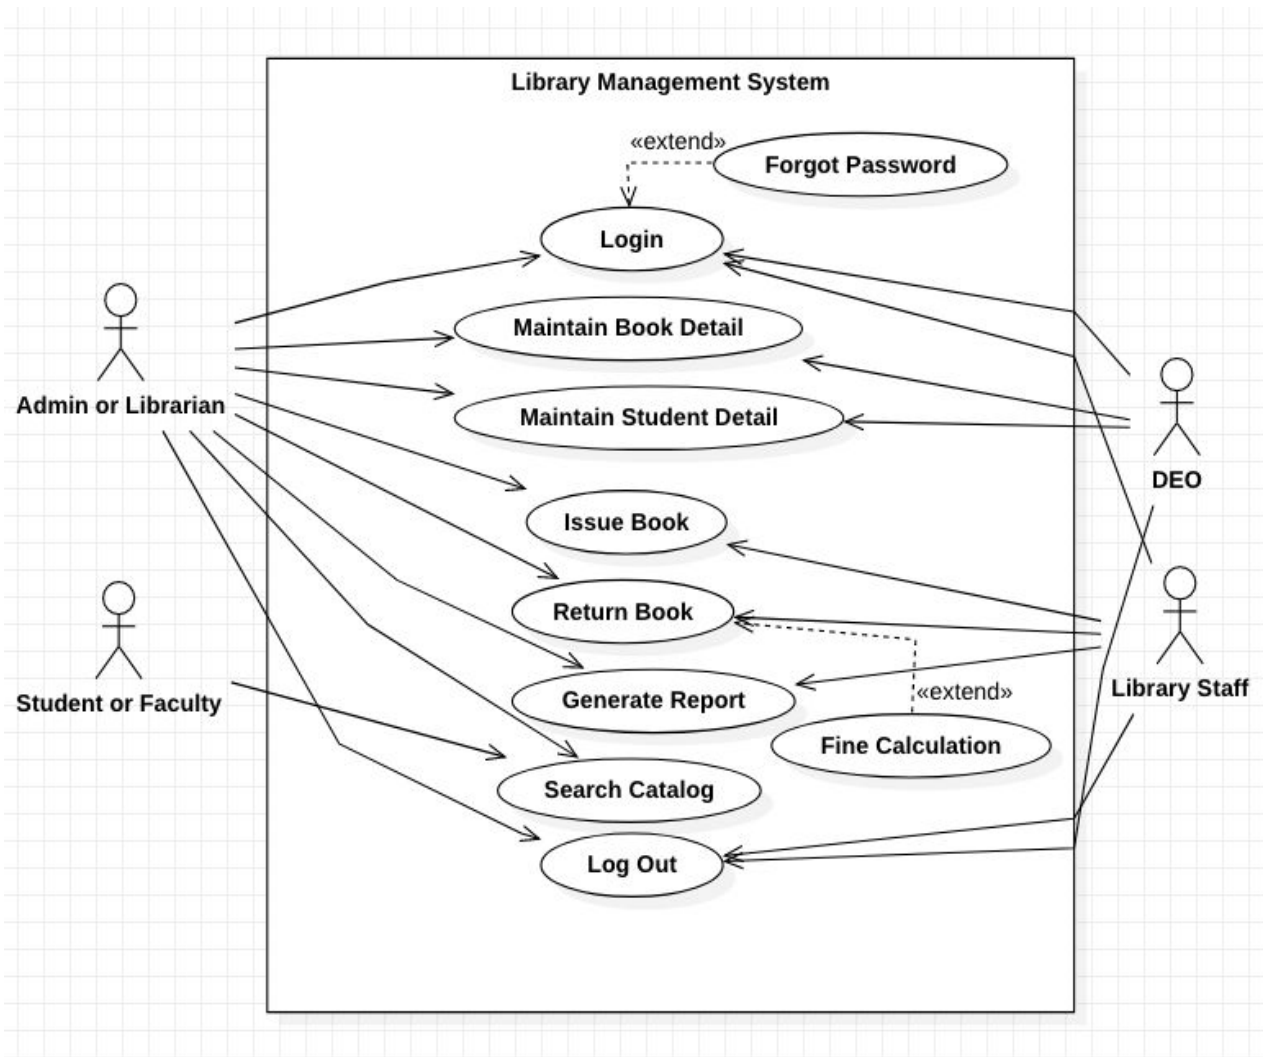 Library Management System
«extend»
Forgot Password
Login
Maintain Book Detail
Admin or Librarian
Maintain Student Detail
DEO
Issue Book
Return Book
Library Staff
«extend»
Student or Faculty
Generate Report
Fine Calculation
Search Catalog
Log Out